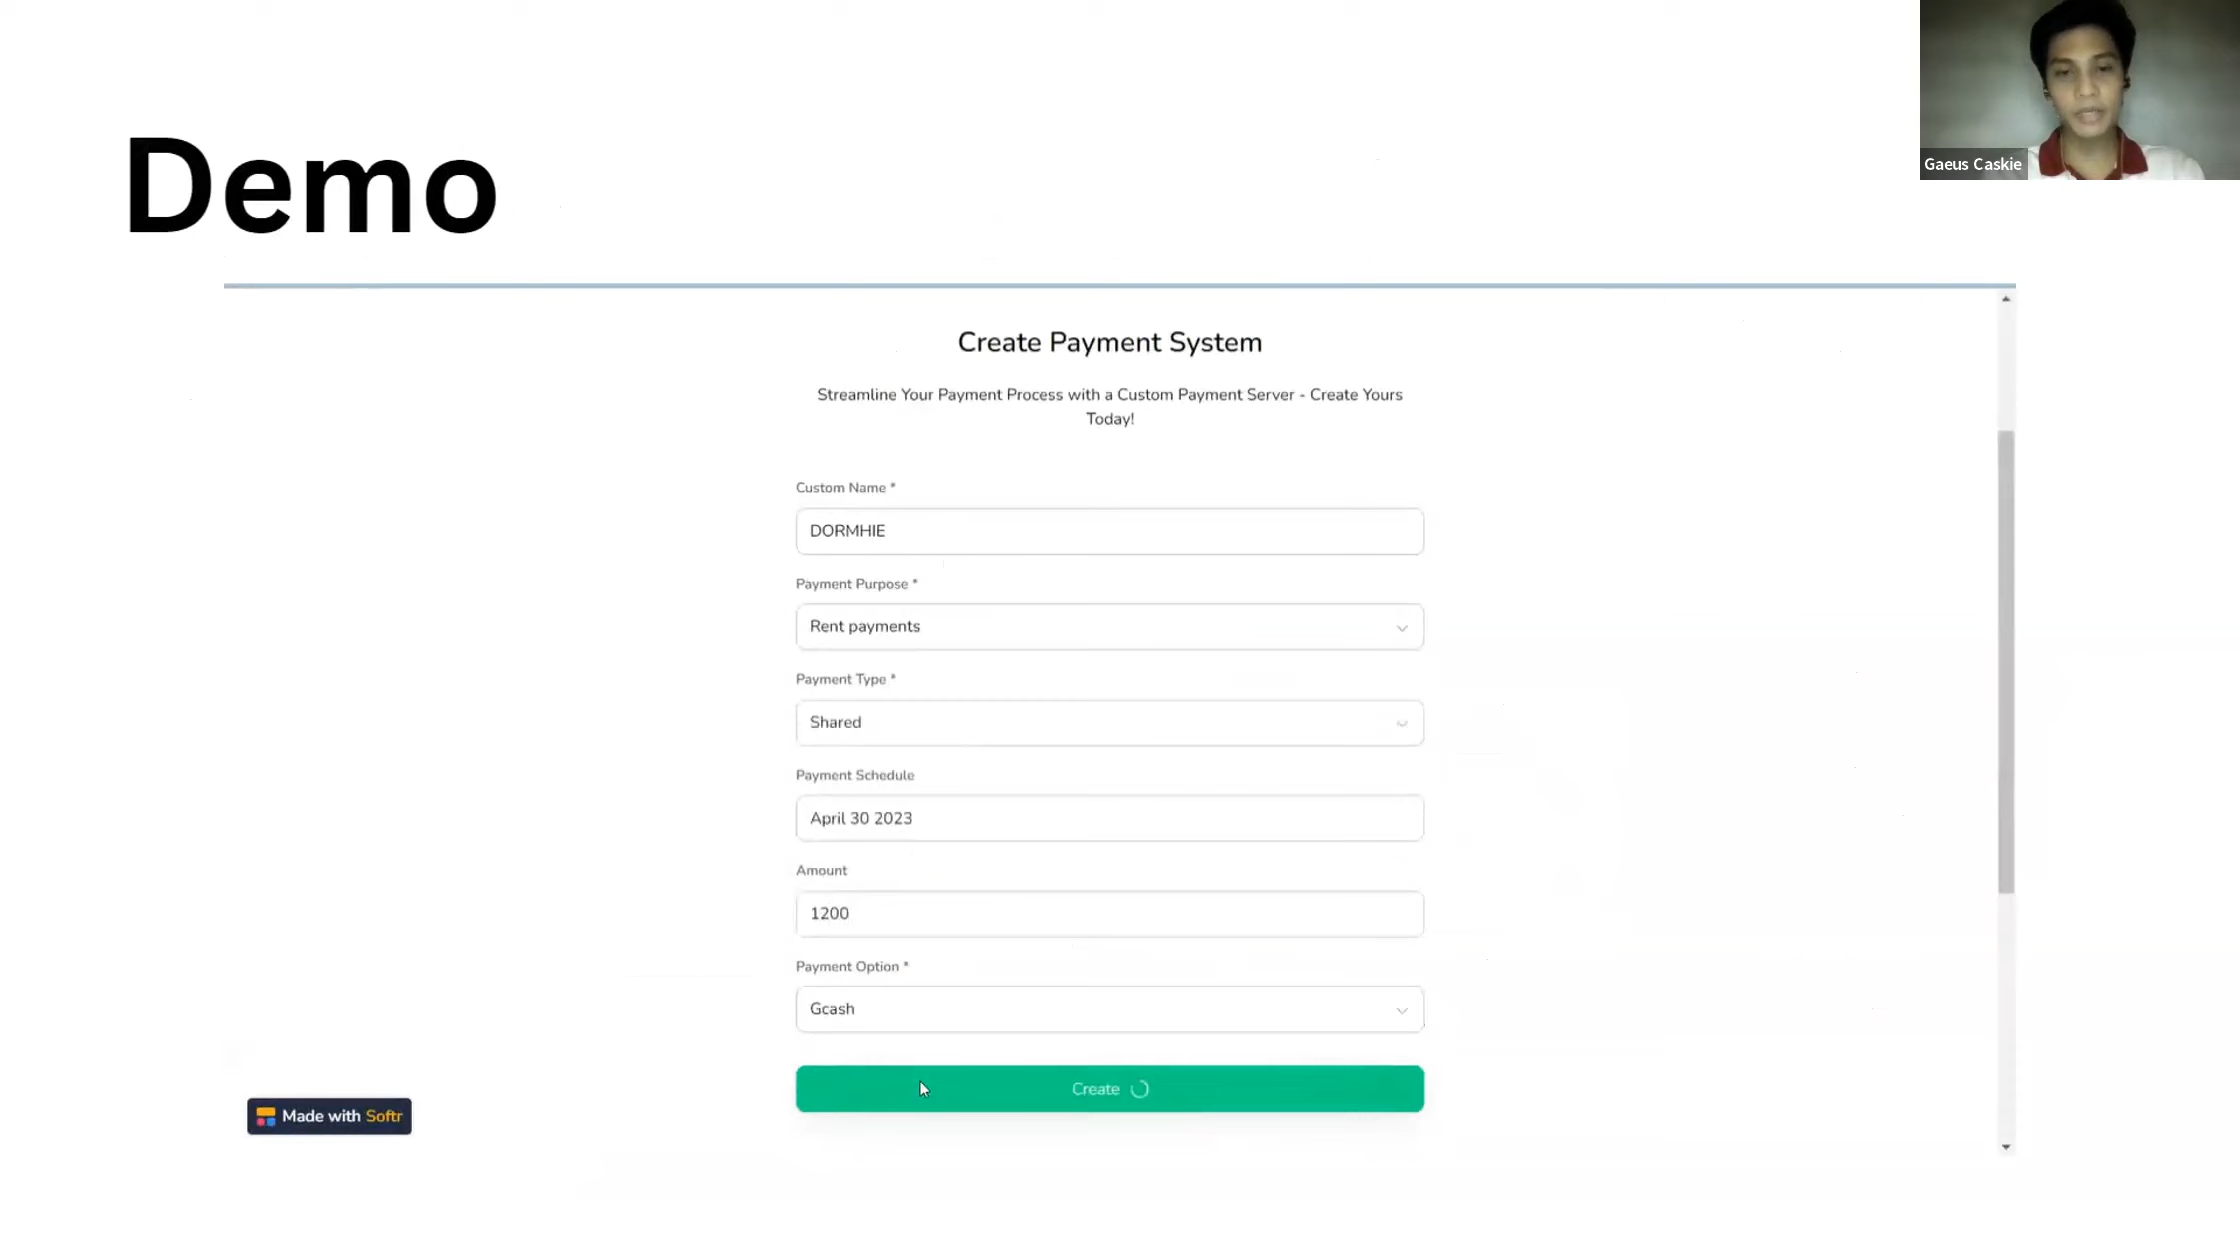 Demo
Gaeus Caskie
Create Payment System
Streamline Your Payment Process with a Custom Payment Server - Create Yours
Today!
Custom Name *
DORMHIE
Payment Purpose *
Rent payments
Payment Type *
Shared
Payment Schedule
April 30 2023
Amount
1200
Payment Option *
Gcash
Create
Made with Softr